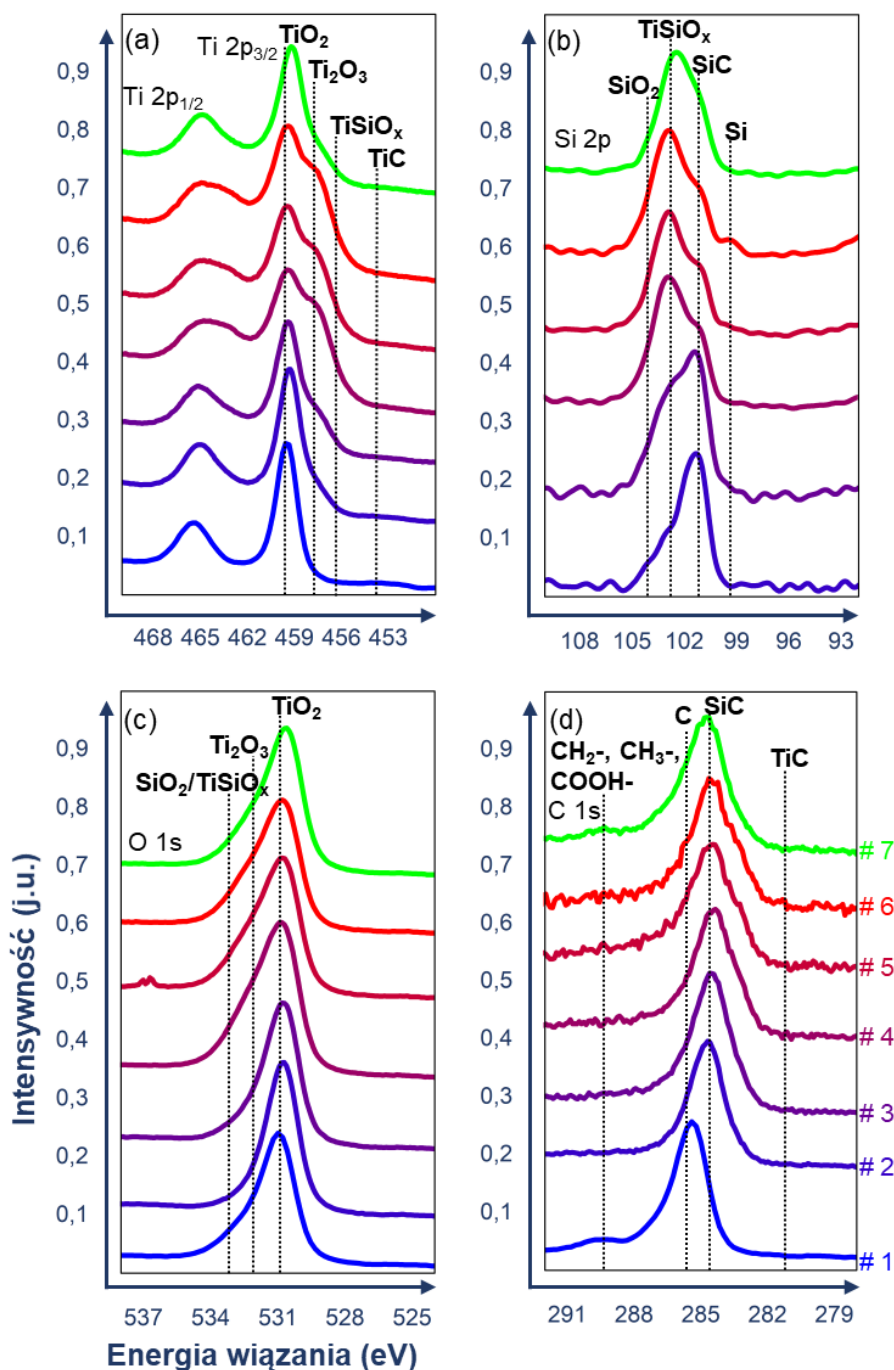 (a)
Ti 2p3/2
TiO2
Ti2O3
Ti 2p1/2
TiSiOx
TiC
0,9
0,8
0,7
0,6
0,5
0,4
0,3
0,2
0,1
468 465 462 459 456 453
(b)
TiSiOx
SiO2
SiC
Si 2p
Si
0,9
0,8
0,7
0,6
0,5
0,4
0,3
0,2
0,1
108 105 102 99 96 93
(c)
TiO2
Ti2O3
SiO2/TiSiOx
O 1s
0,9
0,8
0,7
0,6
0,5
0,4
0,3
0,2
0,1
537 534 531 528 525
(d)
C
SiC
CH2-, CH3-,
COOH-
TiC
C 1s
0,9
0,8
0,7
0,6
0,5
0,4
0,3
0,2
0,1
# 7
# 6
# 5
# 4
# 3
# 2
# 1
291 288 285 282 279
Intensywność (j.u.)
Energia wiązania (eV)